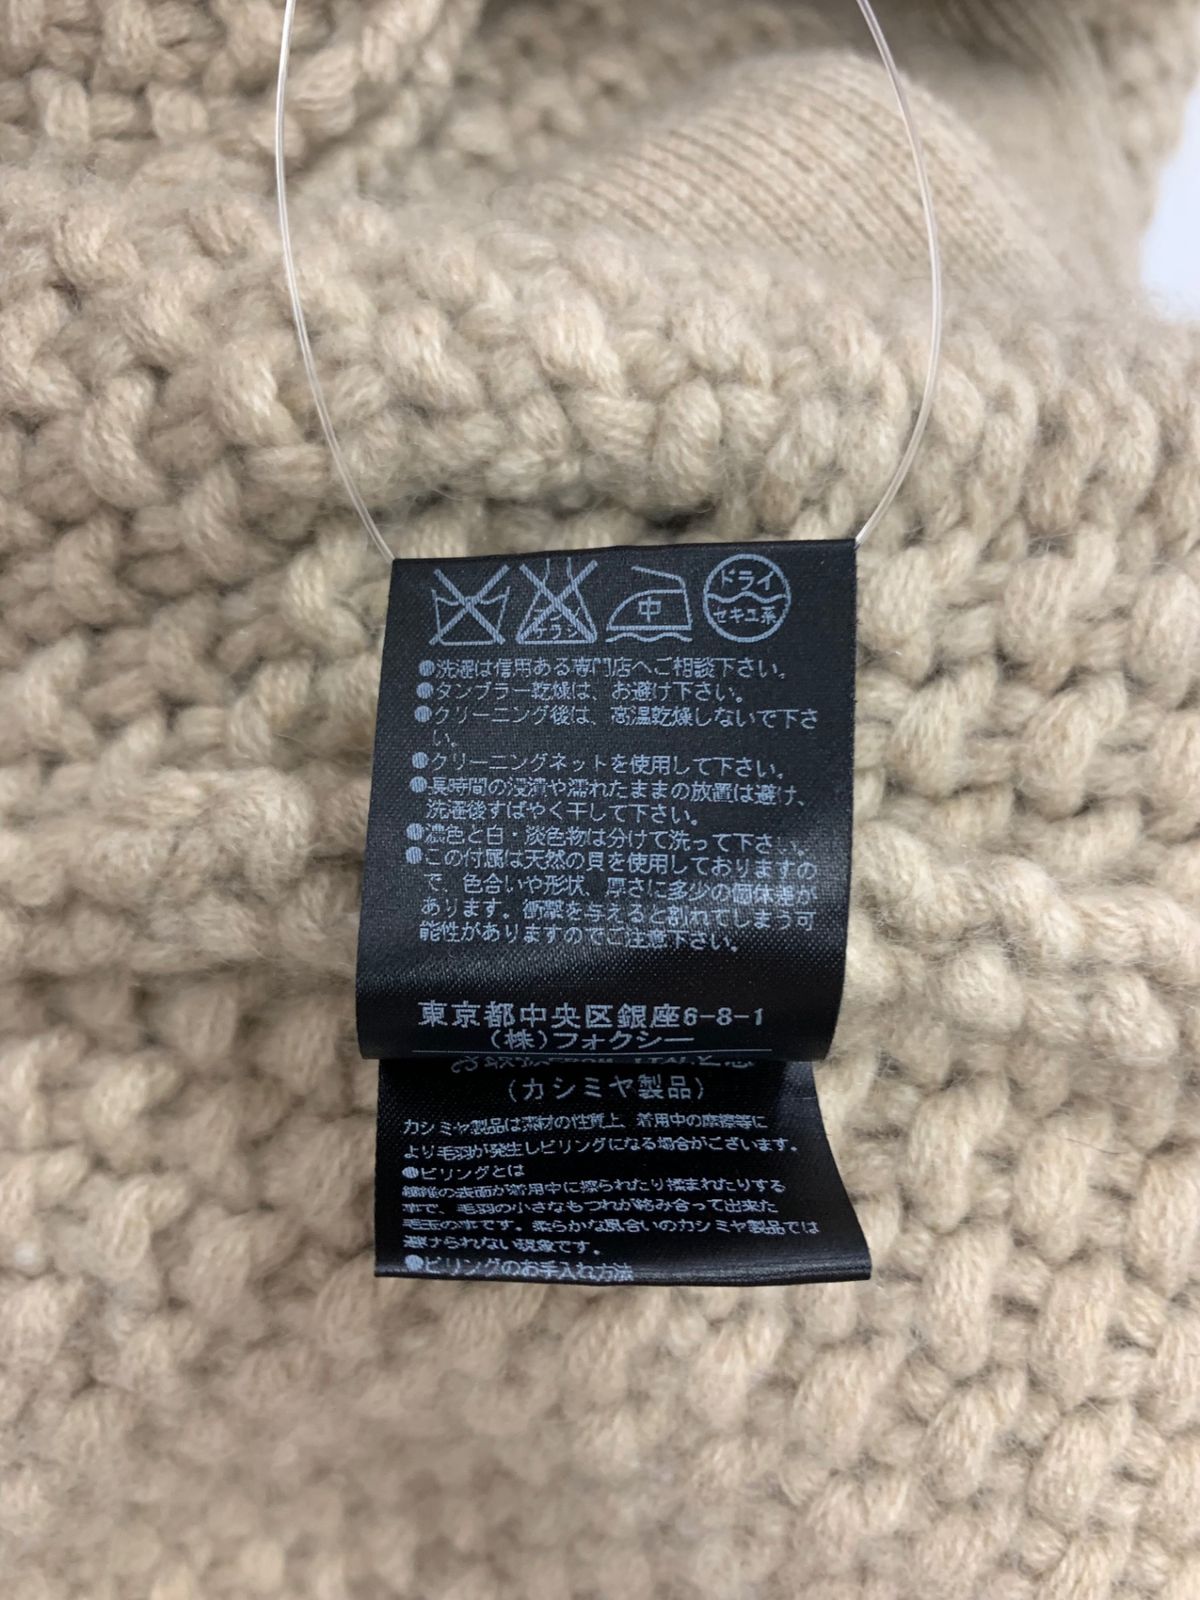 エンソ
サラシ
中
ドライ
セキユ系
●洗濯は信用ある専門店へご相談下さい。
●タンブラー乾燥は、お避け下さい。
●クリーニング後は、高温乾燥しないで下さ
い。
●クリーニングネットを使用して下さい。
●長時間の浸漬や濡れたままの放置は避け、
洗濯後すばやく干して下さい。
●濃色と白・淡色物は分けて洗って下さい。
●この付属は天然の貝を使用しておりますの
で、色合いや形状、厚さに多少の個体差が
あります。衝撃を与えると割れてしまう可
能性がありますのでご注意下さい。
東京都中央区銀座6-8-1
(株)フォクシー
(カシミヤ製品)
カシミヤ製品は素材の性質上、着用中の摩擦等に
より毛羽が発生しピリングになる場合がございます。
●ピリングとは
繊維の表面が着用中に擦られたり揉まれたりする
事で、毛羽の小さなもつれが絡み合って出来た
毛玉の事です。柔らかな風合いのカシミヤ製品では
避けられない現象です。
●ピリングのお手入れ方法